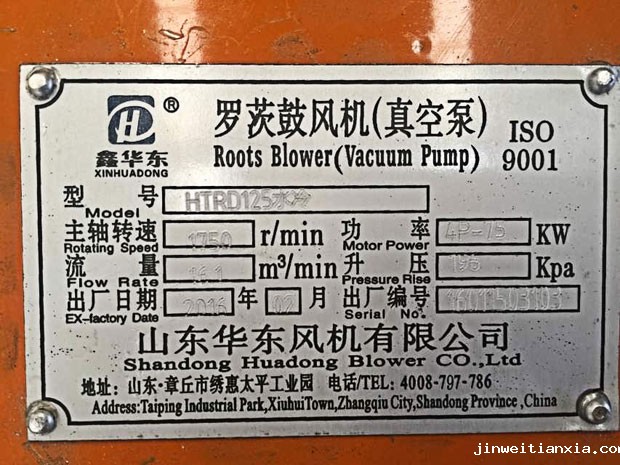 H ®
鑫华东
XINHUADONG
罗茨鼓风机(真空泵)
Roots Blower(Vacuum Pump)
ISO
9001
型 号 HTRD125水冷
Model
主轴转速 1750 r/min 功 率 4P-75 KW
Rotating Speed Motor Power
流 量 m³/min 升 压 Kpa
Flow Rate Pressure Rise
出厂日期 2016 年 02 月 出厂编号
EX-factory Date Serial No.
山东华东风机有限公司
Shandong Huadong Blower CO.,Ltd
地址: 山东·章丘市绣惠太平工业园 电话/TEL: 4008-797-786
Address:Taiping Industrial Park,XiuhuiTown,Zhangqiu City,Shandong Province ,China
jinweitianxia.com